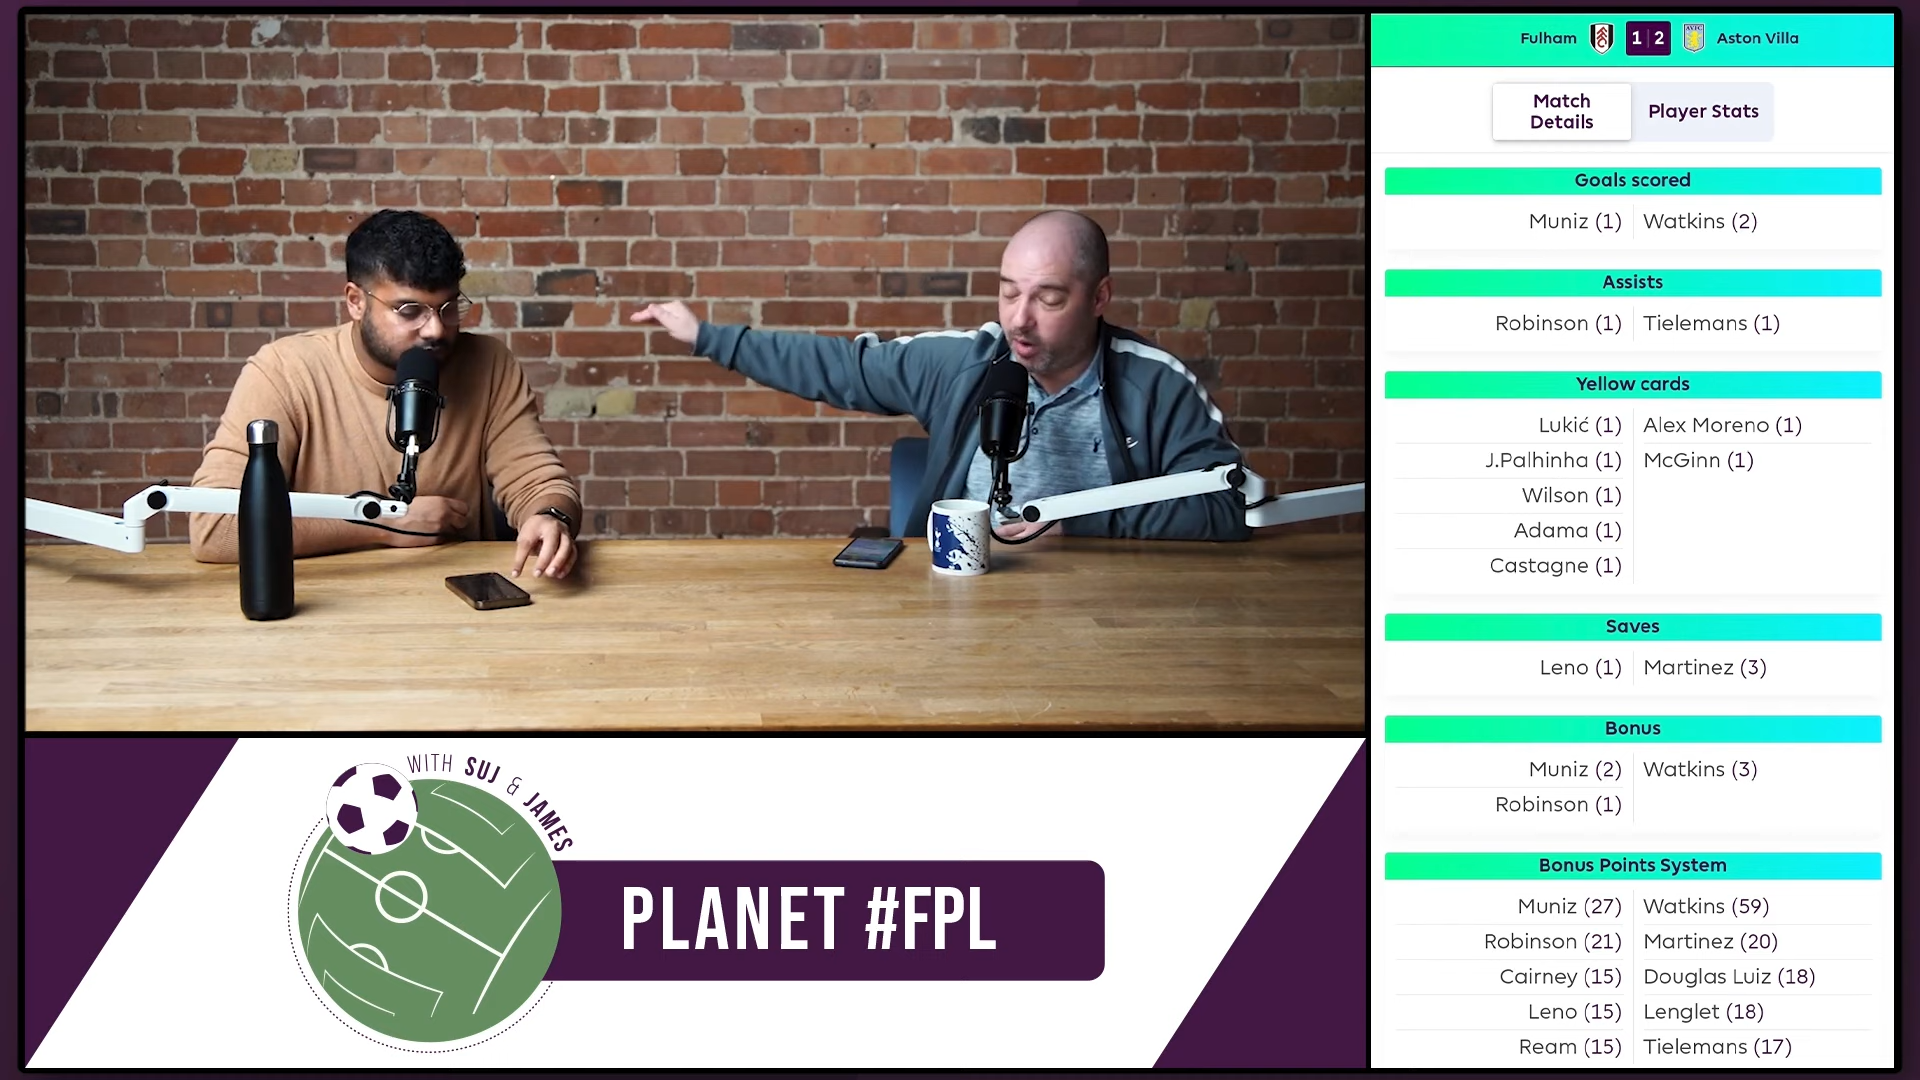 Fulham 1 2 Aston Villa
Match Details
Player Stats
Goals scored
Muniz (1) Watkins (2)
Assists
Robinson (1) Tielemans (1)
Yellow cards
Lukić (1) Alex Moreno (1)
J.Palhinha (1) McGinn (1)
Wilson (1)
Adama (1)
Castagne (1)
Saves
Leno (1) Martinez (3)
Bonus
Muniz (2) Watkins (3)
Robinson (1)
Bonus Points System
Muniz (27) Watkins (59)
Robinson (21) Martinez (20)
Cairney (15) Douglas Luiz (18)
Leno (15) Lenglet (18)
Ream (15) Tielemans (17)
WITH SUJ & JAMES
PLANET #FPL